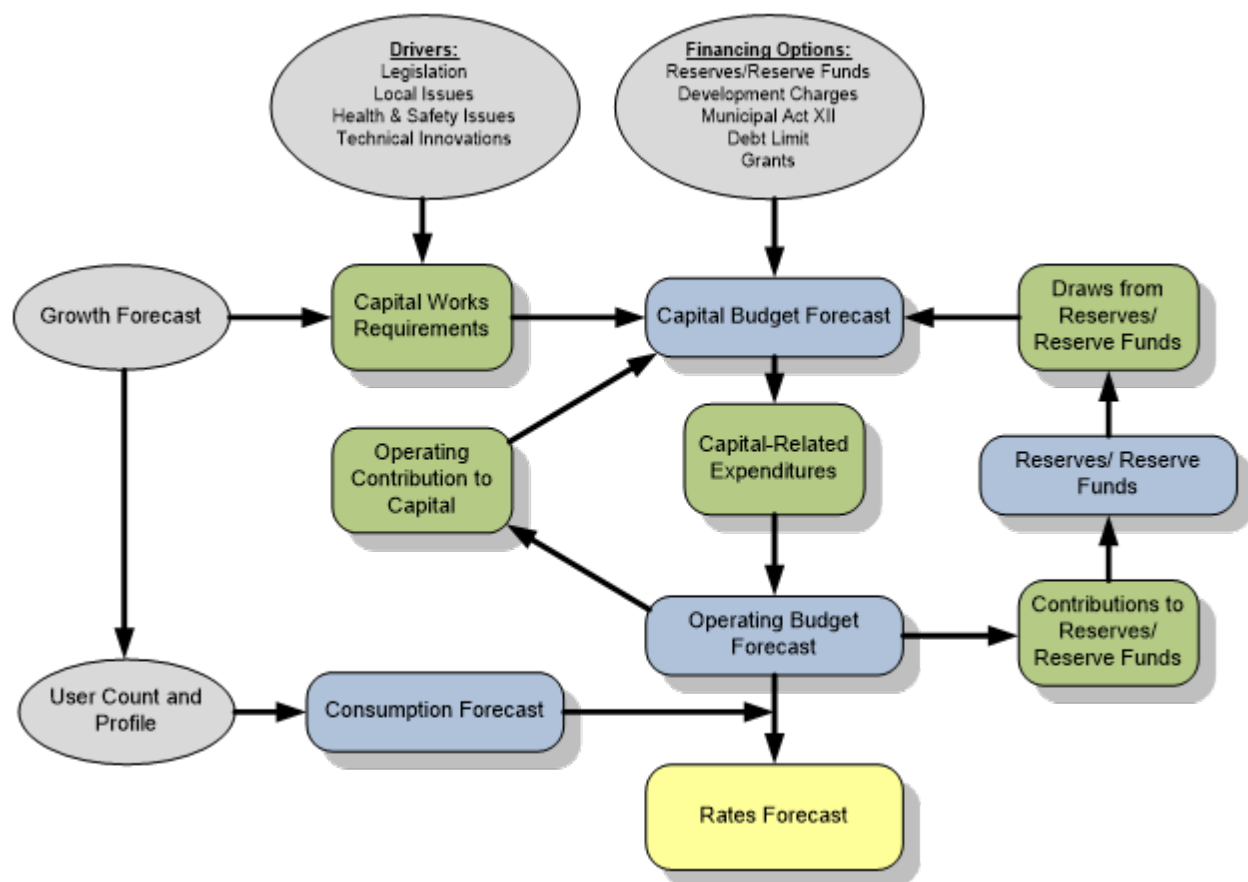 Drivers:
Legislation
Local Issues
Health & Safety Issues
Technical Innovations
Financing Options:
Reserves/Reserve Funds
Development Charges
Municipal Act XII
Debt Limit
Grants
Growth Forecast
Capital Works
Requirements
Capital Budget Forecast
Draws from
Reserves/
Reserve Funds
Operating
Contribution to
Capital
Capital-Related
Expenditures
Reserves/ Reserve
Funds
Operating Budget
Forecast
Contributions to
Reserves/
Reserve Funds
User Count and
Profile
Consumption Forecast
Rates Forecast